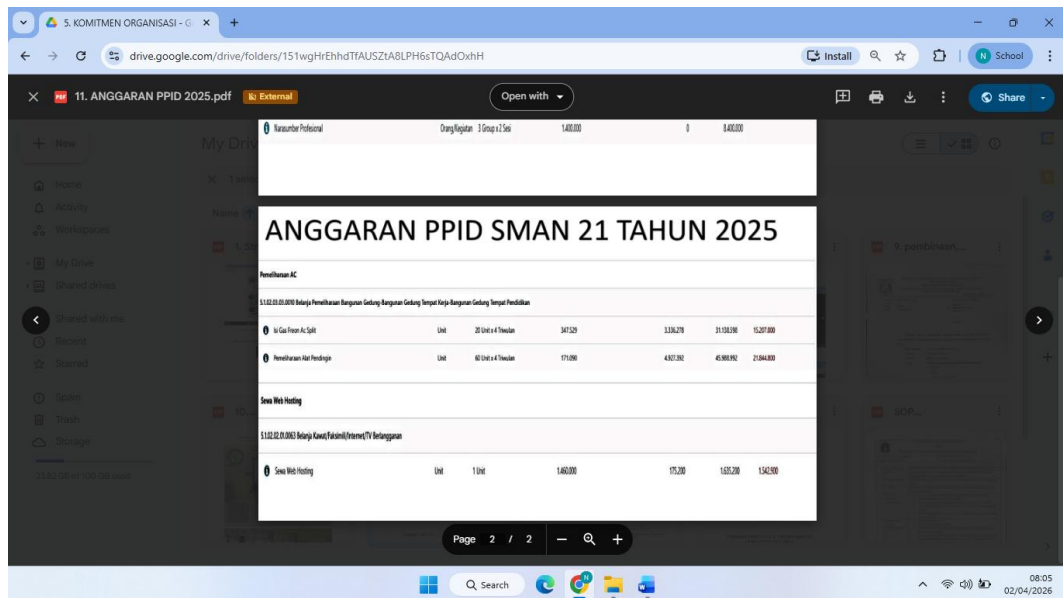 5. KOMITMEN ORGANISASI - G
drive.google.com/drive/folders/151wgHrEhhdTfAUSZtA8LPH6sTQAdOxhH
Install
N School
PDF 11. ANGGARAN PPID 2025.pdf External
Open with
Share
New
My Driv
Home
Activity
Workspaces
My Drive
Shared drives
Shared with me
Recent
Starred
Spam
Trash
Storage
Name
9. pembinaan...
10...
SOP...
Narasumber Profesional Orang/Kegiatan 3 Group x 2 Sesi 1.400.000 0 8.400.000
ANGGARAN PPID SMAN 21 TAHUN 2025
Pemeliharaan AC
5.1.02.03.03.0010 Belanja Pemeliharaan Bangunan Gedung-Bangunan Gedung Tempat Kerja-Bangunan Gedung Tempat Pendidikan
Isi Gas Freon Ac Split Unit 20 Unit x 4 Triwulan 347.529 3.336.278 31.138.598 15.207.800
Pemeliharaan Alat Pendingin Unit 60 Unit x 4 Triwulan 171.090 4.927.392 45.988.992 21.844.800
Sewa Web Hosting
5.1.02.02.01.0063 Belanja Kawat/Faksimili/Internet/TV Berlangganan
Sewa Web Hosting Unit 1 Unit 1.460.000 175.200 1.635.200 1.542.900
Page 2 / 2
Search
08:05
02/04/2026